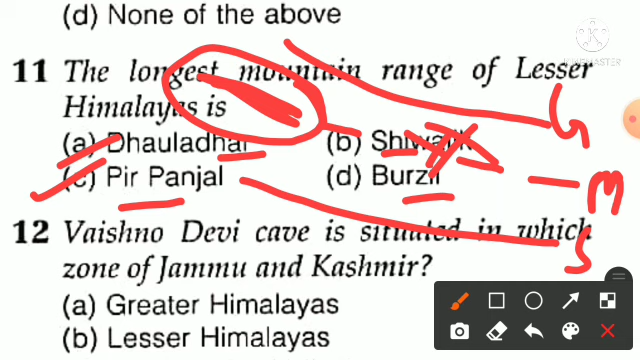 (d) None of the above
KINEMASTER
11 The longest mountain range of Lesser
Himalayas is
(a) Dhauladhar (b) Shiwalik
(c) Pir Panjal (d) Burzil
G
M
S
12 Vaishno Devi cave is situated in which
zone of Jammu and Kashmir?
(a) Greater Himalayas
(b) Lesser Himalayas